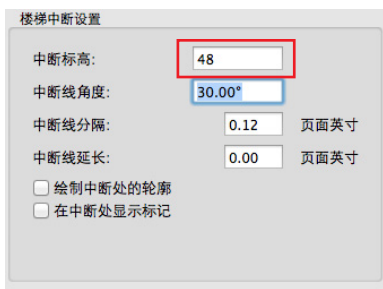 楼梯中断设置
中断标高: 48
中断线角度: 30.00°
中断线分隔: 0.12 页面英寸
中断线延长: 0.00 页面英寸
绘制中断处的轮廓
在中断处显示标记